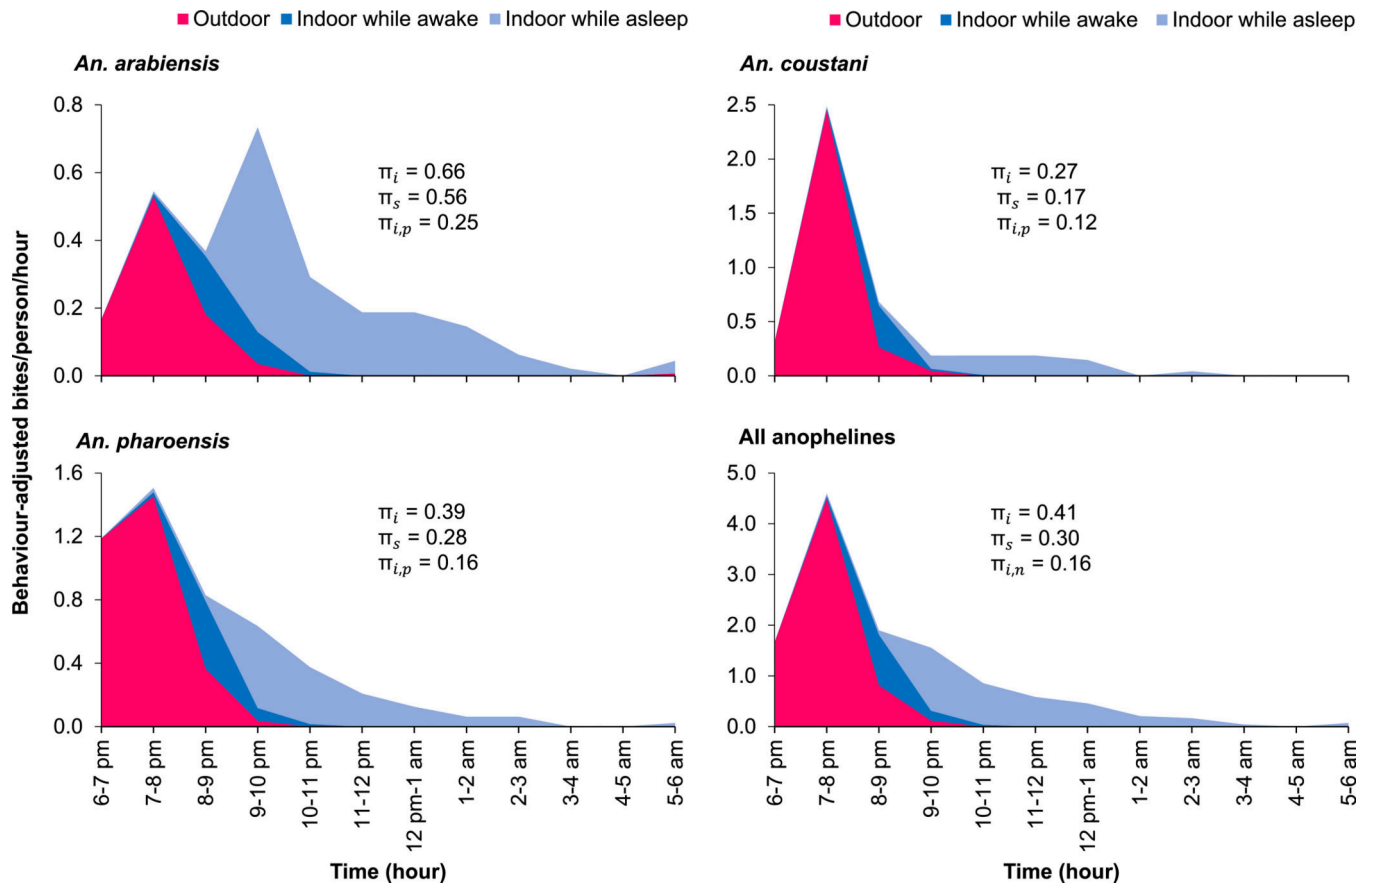 Outdoor Indoor while awake Indoor while asleep
An. arabiensis
0.8
0.6
0.4
0.2
0.0
πi = 0.66
πs = 0.56
πi,p = 0.25
Outdoor Indoor while awake Indoor while asleep
An. coustani
2.5
2.0
1.5
1.0
0.5
0.0
πi = 0.27
πs = 0.17
πi,p = 0.12
Behaviour-adjusted bites/person/hour
An. pharoensis
1.6
1.2
0.8
0.4
0.0
πi = 0.39
πs = 0.28
πi,p = 0.16
6-7 pm
7-8 pm
8-9 pm
9-10 pm
10-11 pm
11-12 pm
12 pm-1 am
1-2 am
2-3 am
3-4 am
4-5 am
5-6 am
Time (hour)
All anophelines
5.0
4.0
3.0
2.0
1.0
0.0
πi = 0.41
πs = 0.30
πi,n = 0.16
6-7 pm
7-8 pm
8-9 pm
9-10 pm
10-11 pm
11-12 pm
12 pm-1 am
1-2 am
2-3 am
3-4 am
4-5 am
5-6 am
Time (hour)